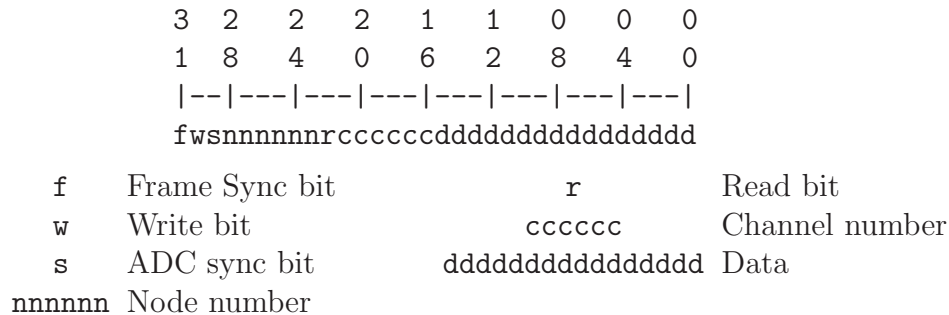 3 2 2 2 1 1 0 0 0
1 8 4 0 6 2 8 4 0
|--|---|---|---|---|---|---|---|
fwsnnnnnnrccccccdddddddddddddddd
f Frame Sync bit r Read bit
w Write bit cccccc Channel number
s ADC sync bit dddddddddddddddd Data
nnnnnn Node number